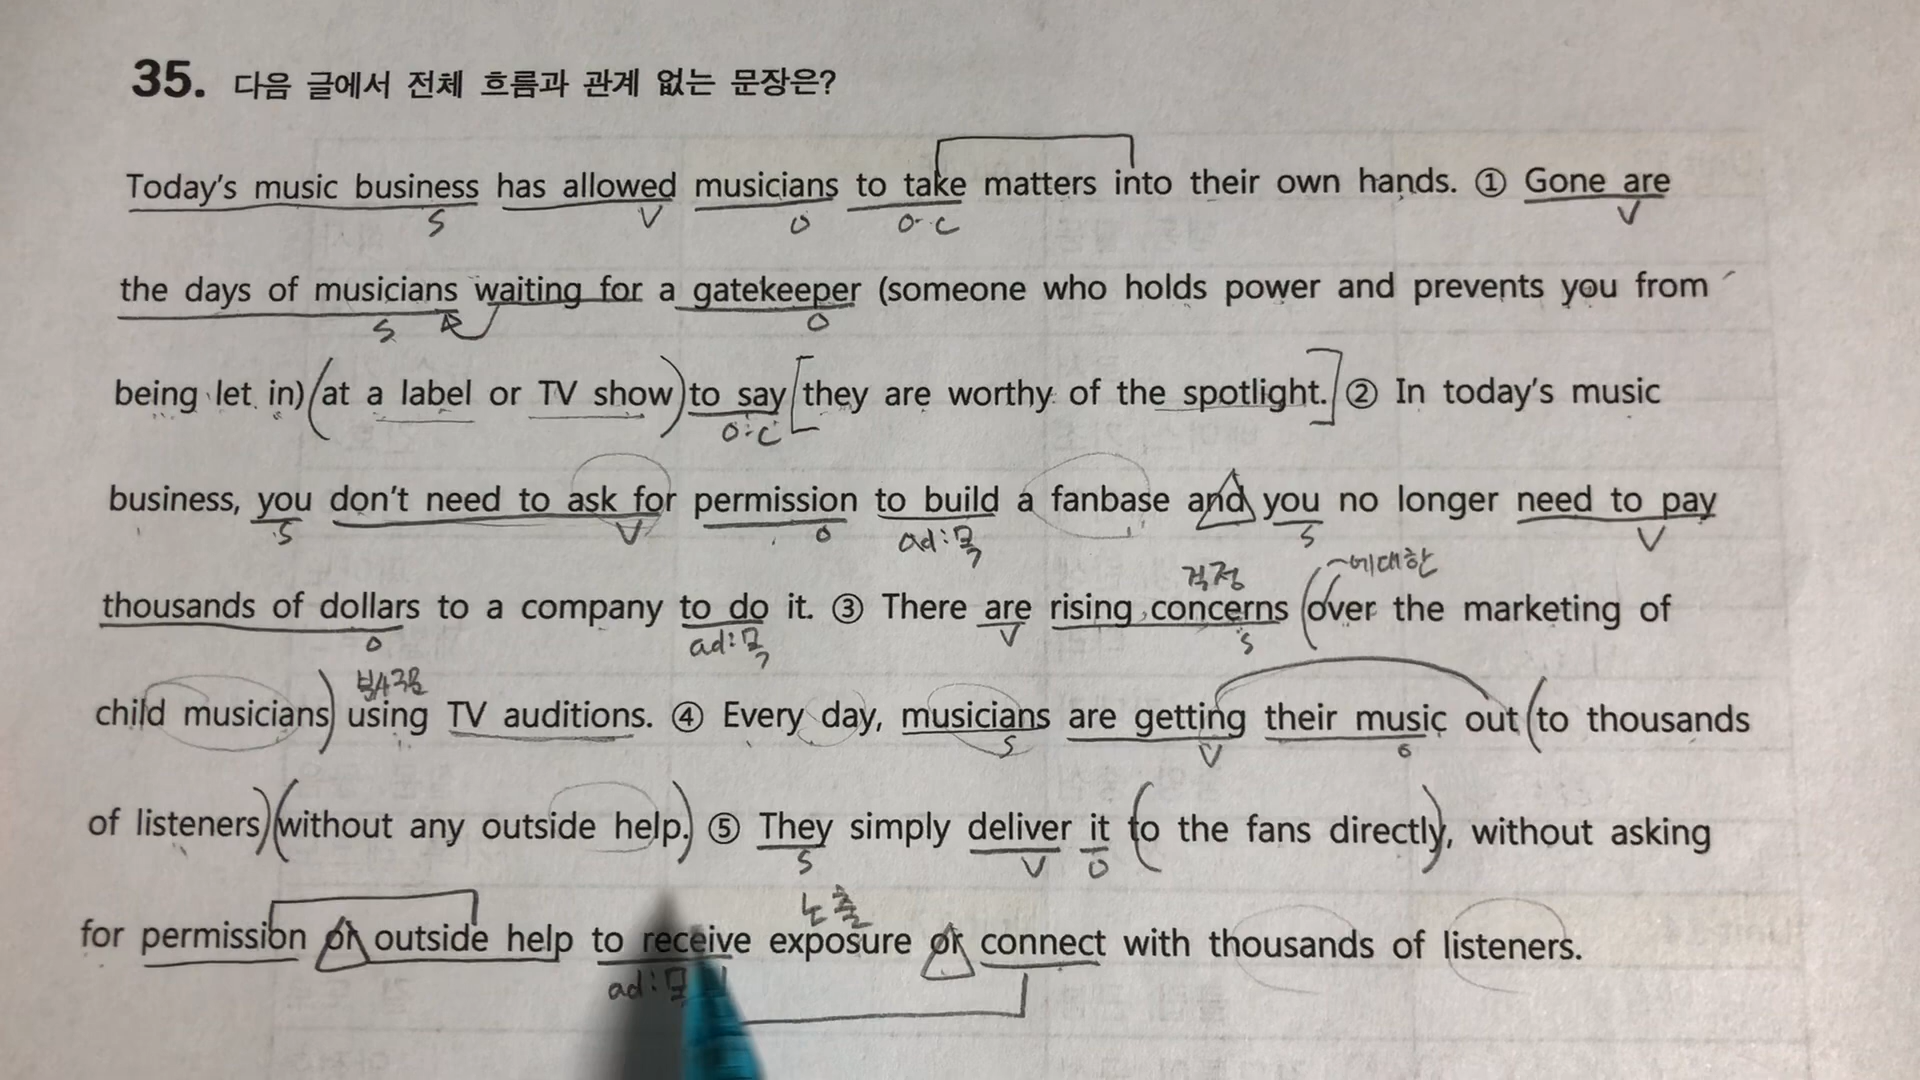 35. 다음 글에서 전체 흐름과 관계 없는 문장은?
Today's music business has allowed musicians to take matters into their own hands. ① Gone are
S V O O·C V
the days of musicians waiting for a gatekeeper (someone who holds power and prevents you from
S O
being let in) (at a label or TV show) to say [they are worthy of the spotlight.] ② In today's music
O·C
business, you don't need to ask for permission to build a fanbase and you no longer need to pay
S V O ad:목 S V
걱정 ~에대한
thousands of dollars to a company to do it. ③ There are rising concerns (over the marketing of
O ad:목 V S
child musicians) using TV auditions. ④ Every day, musicians are getting their music out (to thousands
S V O
of listeners) (without any outside help.) ⑤ They simply deliver it (to the fans directly), without asking
S V O
노출
for permission or outside help to receive exposure or connect with thousands of listeners.
ad:목